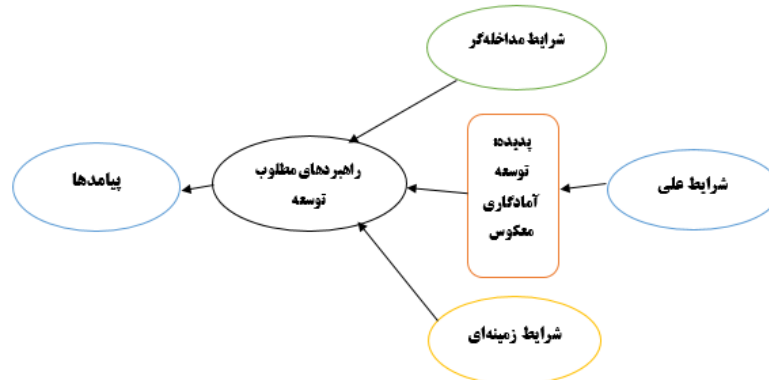 شرایط مداخله‌گر
پدیده:
توسعه
آمادگاری
معکوس
شرایط علی
راهبردهای مطلوب
توسعه
پیامدها
شرایط زمینه‌ای